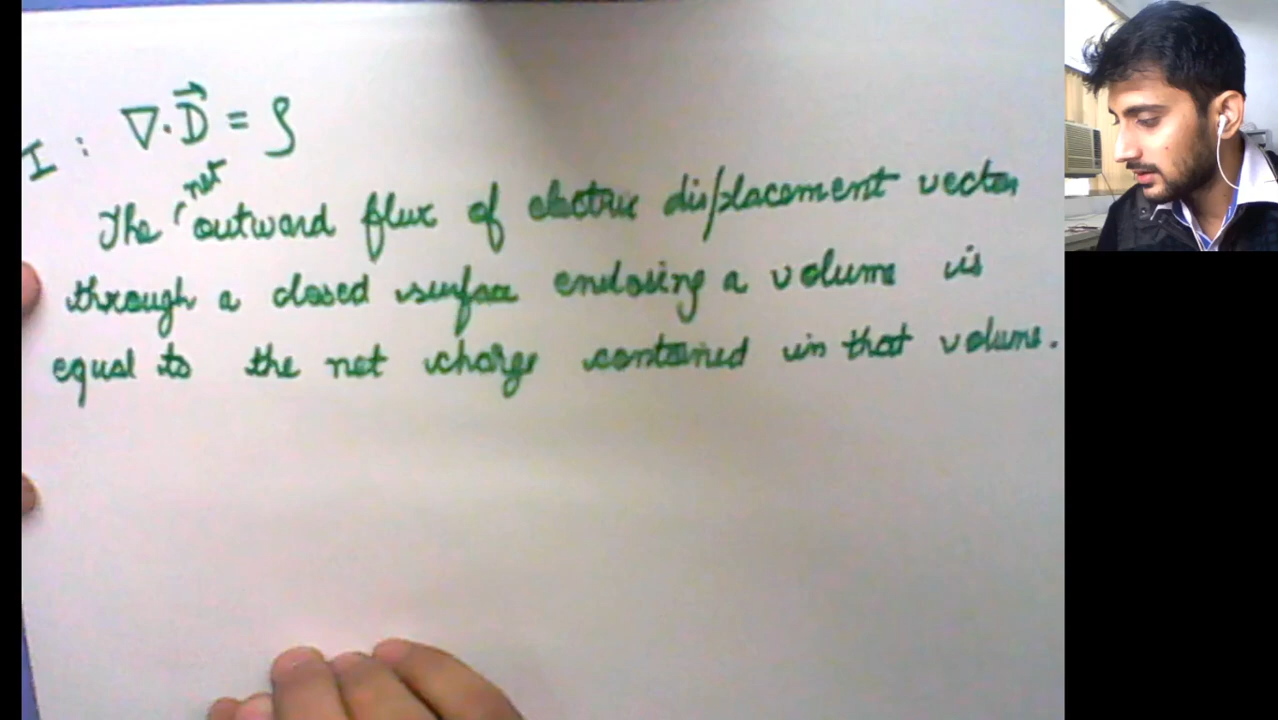 I : ∇·D⃗ = ρ
The net outward flux of electric displacement vector
through a closed surface enclosing a volume is
equal to the net charge contained in that volume.